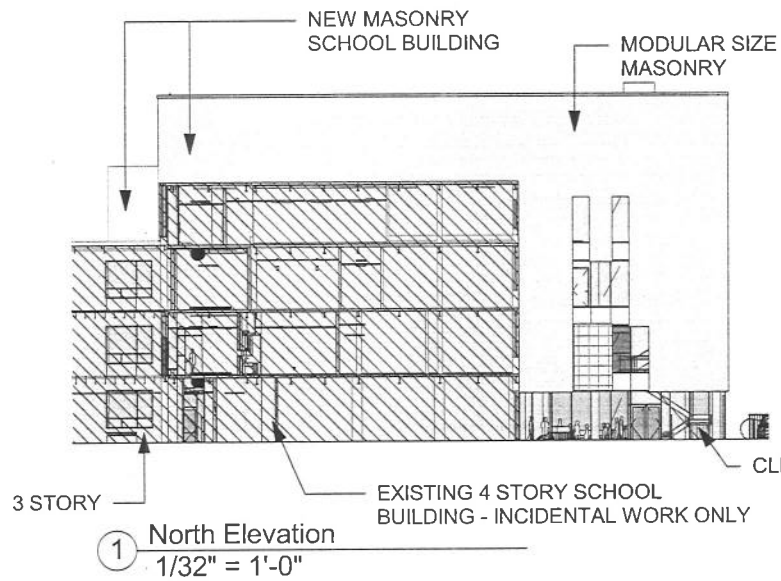 NEW MASONRY
SCHOOL BUILDING
MODULAR SIZE
MASONRY
CL
3 STORY
EXISTING 4 STORY SCHOOL
BUILDING - INCIDENTAL WORK ONLY
1 North Elevation
1/32" = 1'-0"